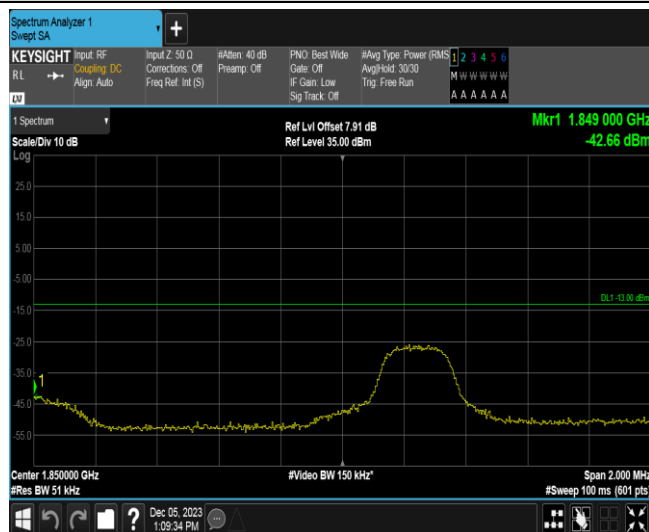 Spectrum Analyzer 1
Swept SA
+
KEYSIGHT
RL
LXI
Input: RF
Coupling: DC
Align: Auto
Input Z: 50 Ω
Corrections: Off
Freq Ref: Int (S)
#Atten: 40 dB
Preamp: Off
PNO: Best Wide
Gate: Off
IF Gain: Low
Sig Track: Off
#Avg Type: Power (RMS
Avg|Hold: 30/30
Trig: Free Run
1 2 3 4 5 6
M W W W W W
A A A A A A
1 Spectrum
Scale/Div 10 dB
Ref Lvl Offset 7.91 dB
Ref Level 35.00 dBm
Mkr1 1.849 000 GHz
-42.66 dBm
Log
25.0
15.0
5.00
-5.00
DL1 -13.00 dBm
-15.0
-25.0
-35.0
1
-45.0
-55.0
Center 1.850000 GHz
#Video BW 150 kHz*
Span 2.000 MHz
#Res BW 51 kHz
#Sweep 100 ms (601 pts)
?
Dec 05, 2023
1:09:34 PM